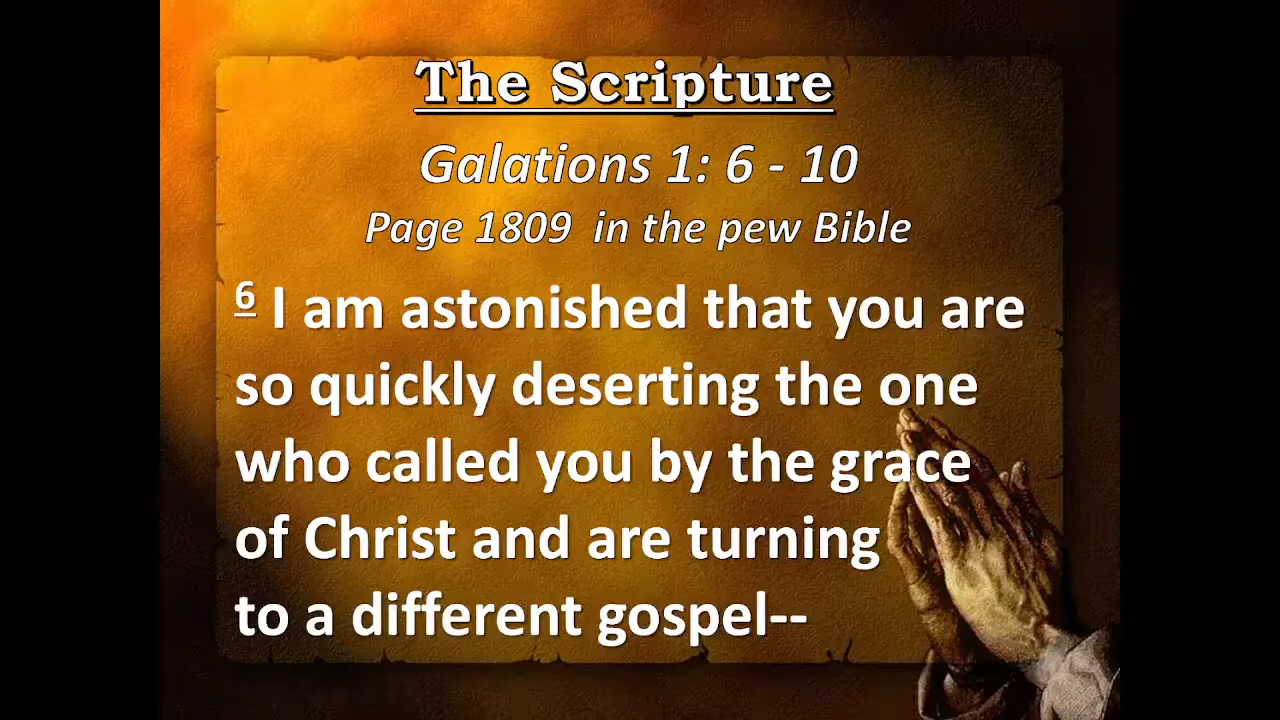 The Scripture
Galations 1: 6 - 10
Page 1809 in the pew Bible
6 I am astonished that you are
so quickly deserting the one
who called you by the grace
of Christ and are turning
to a different gospel--